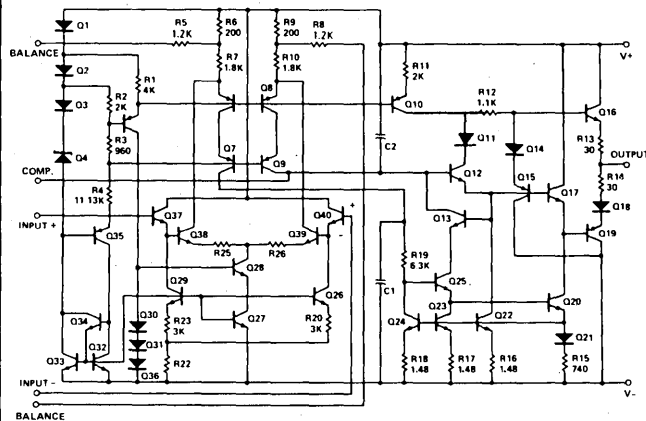 Q1
R5
1.2K
R6
200
R9
200
R8
1.2K
BALANCE
V+
Q2
R1
4K
R7
1.8K
R10
1.8K
R11
2K
R2
2K
Q3
Q8
Q10
R12
1.1K
Q16
R3
960
Q11
R13
30
Q4
Q7
Q9
C2
Q14
OUTPUT
COMP.
Q12
Q15
Q17
R14
30
R4
11 13K
Q18
INPUT +
Q37
Q38
Q39
Q40
+
-
Q13
Q19
Q35
R25
R26
R19
6.3K
Q28
Q25
Q29
Q26
C1
Q34
Q30
R23
3K
Q27
R20
3K
Q24
Q23
Q22
Q20
Q31
Q21
Q33
Q32
Q36
R22
R18
1.48
R17
1.48
R16
1.48
R15
740
INPUT -
V-
BALANCE